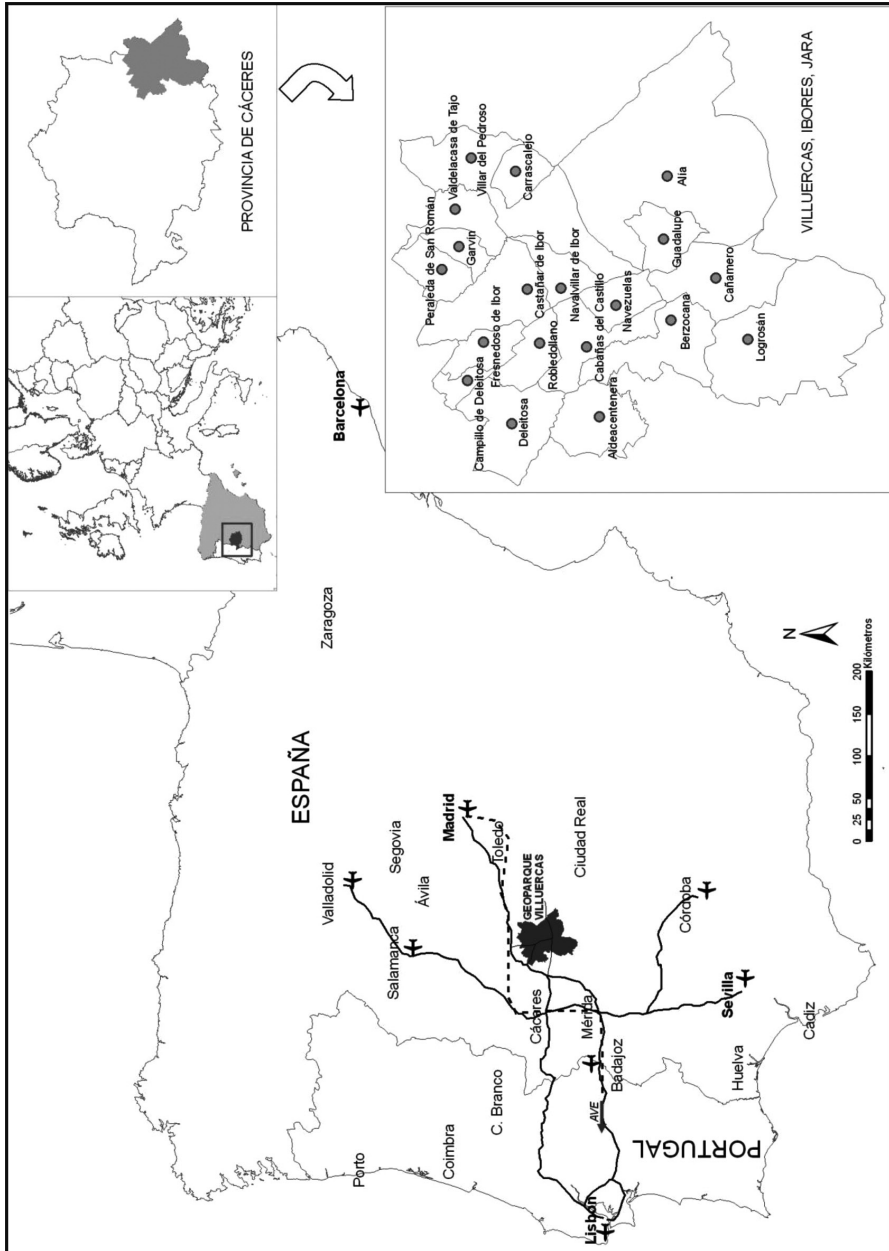 PROVINCIA DE CÁCERES
ESPAÑA
PORTUGAL
Barcelona
Zaragoza
Valladolid
Segovia
Ávila
Salamanca
Madrid
Toledo
GEOPARQUE
VILLUERCAS
Ciudad Real
Porto
Coimbra
C. Branco
Cáceres
Mérida
Badajoz
AVE
Lisbon
Córdoba
Sevilla
Huelva
Cádiz
N
0 25 50 100 150 200
Kilómetros
Peraleda de San Román
Valdelacasa de Tajo
Villar del Pedroso
Garvín
Carrascalejo
Campillo de Deleitosa
Fresnedoso de Ibor
Castañar de Ibor
Deleitosa
Robledollano
Navalvillar de Ibor
Cabañas del Castillo
Navezuelas
Aldeacentenera
Guadalupe
Alía
Berzocana
Cañamero
Logrosán
VILLUERCAS, IBORES, JARA